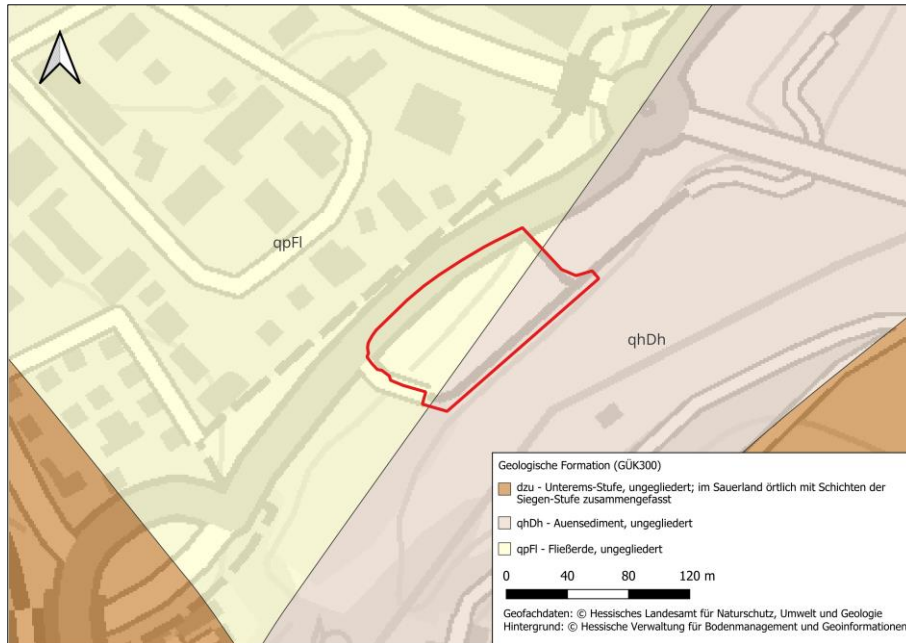 qpFl
qhDh
Geologische Formation (GÜK300)
dzu - Unterems-Stufe, ungegliedert; im Sauerland örtlich mit Schichten der
Siegen-Stufe zusammengefasst
qhDh - Auensediment, ungegliedert
qpFl - Fließerde, ungegliedert
0 40 80 120 m
Geofachdaten: © Hessisches Landesamt für Naturschutz, Umwelt und Geologie
Hintergrund: © Hessische Verwaltung für Bodenmanagement und Geoinformationen